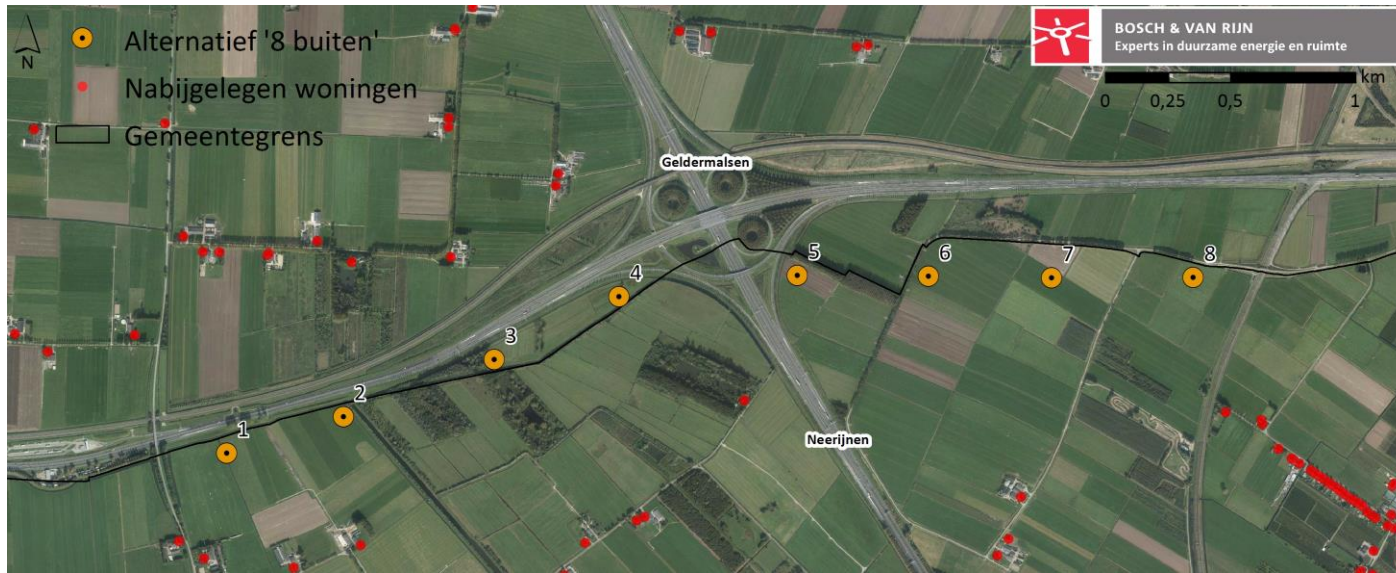 N
Alternatief '8 buiten'
Nabijgelegen woningen
Gemeentegrens
BOSCH & VAN RIJN
Experts in duurzame energie en ruimte
km
0 0,25 0,5 1
Geldermalsen
Neerijnen
1
2
3
4
5
6
7
8